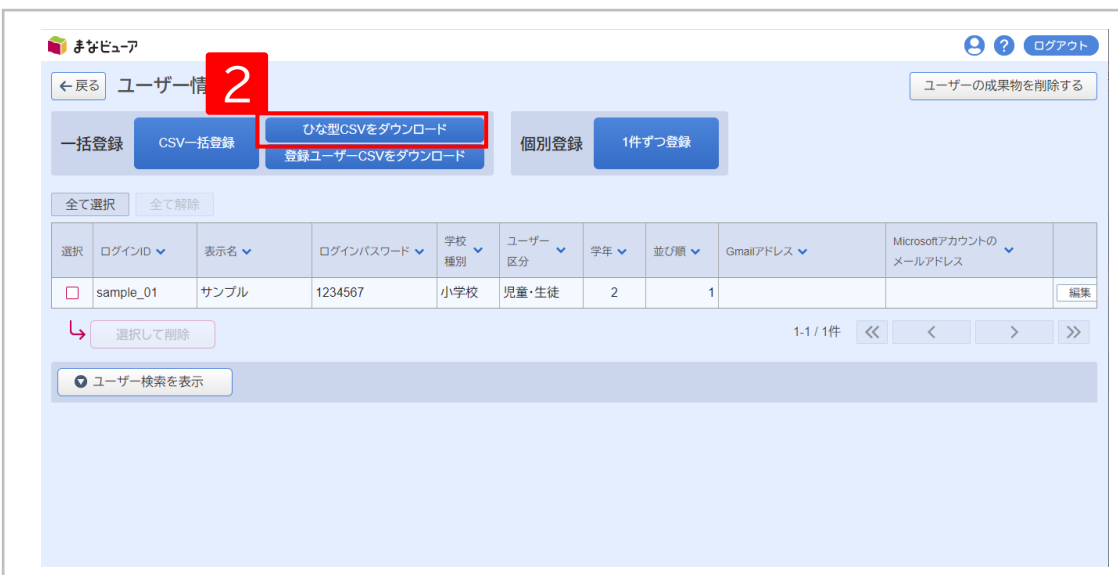 まなビューア
? ログアウト
←戻る ユーザー情 2 ユーザーの成果物を削除する
一括登録 CSV一括登録 ひな型CSVをダウンロード 個別登録 1件ずつ登録
登録ユーザーCSVをダウンロード
全て選択 全て解除
選択 ログインID 表示名 ログインパスワード 学校種別 ユーザー区分 学年 並び順 Gmailアドレス Microsoftアカウントのメールアドレス
sample_01 サンプル 1234567 小学校 児童・生徒 2 1 編集
選択して削除 1-1 / 1件 << < > >>
ユーザー検索を表示